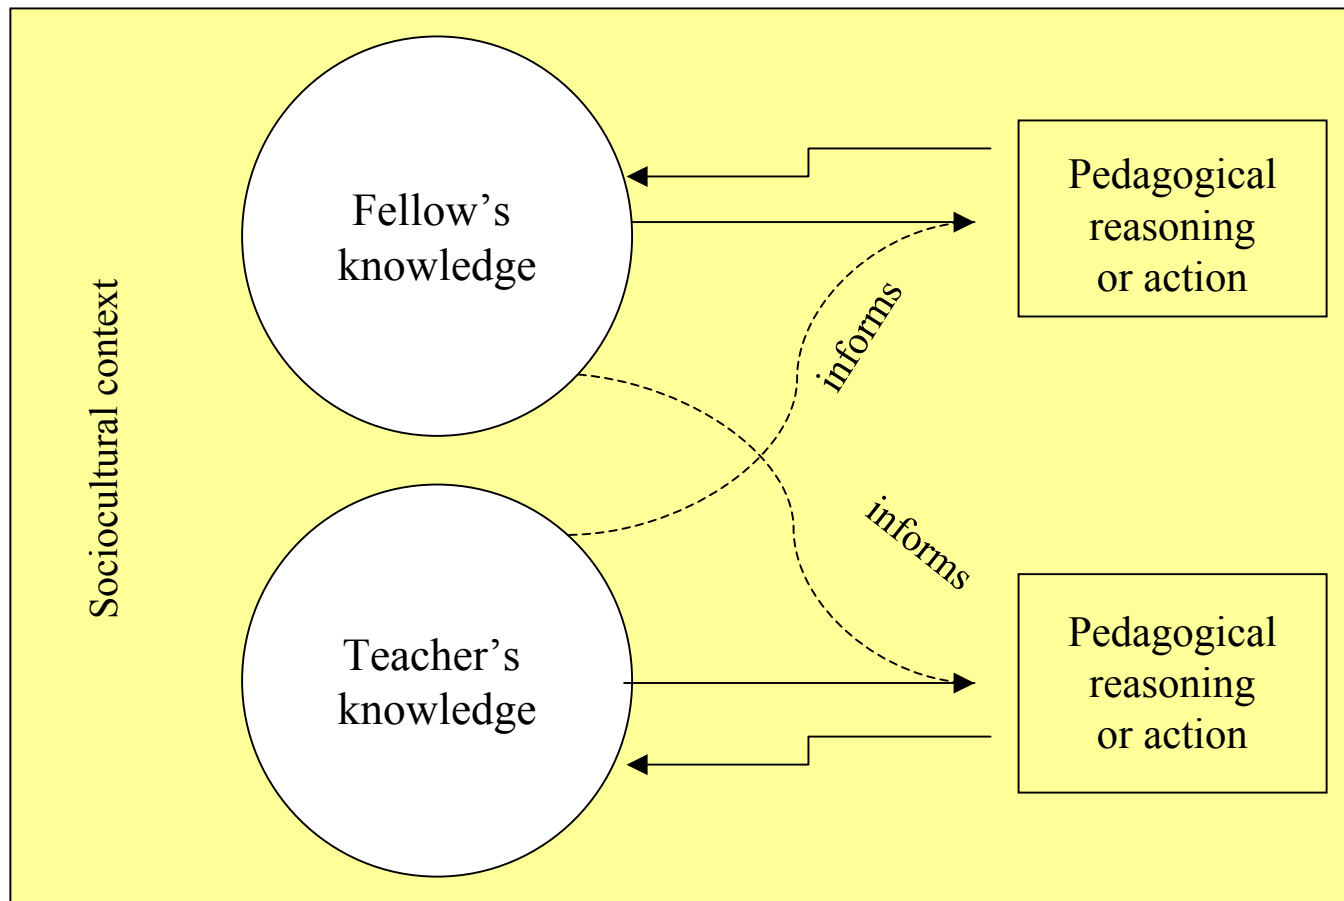 Sociocultural context
Fellow’s
knowledge
Pedagogical
reasoning
or action
informs
informs
Teacher’s
knowledge
Pedagogical
reasoning
or action